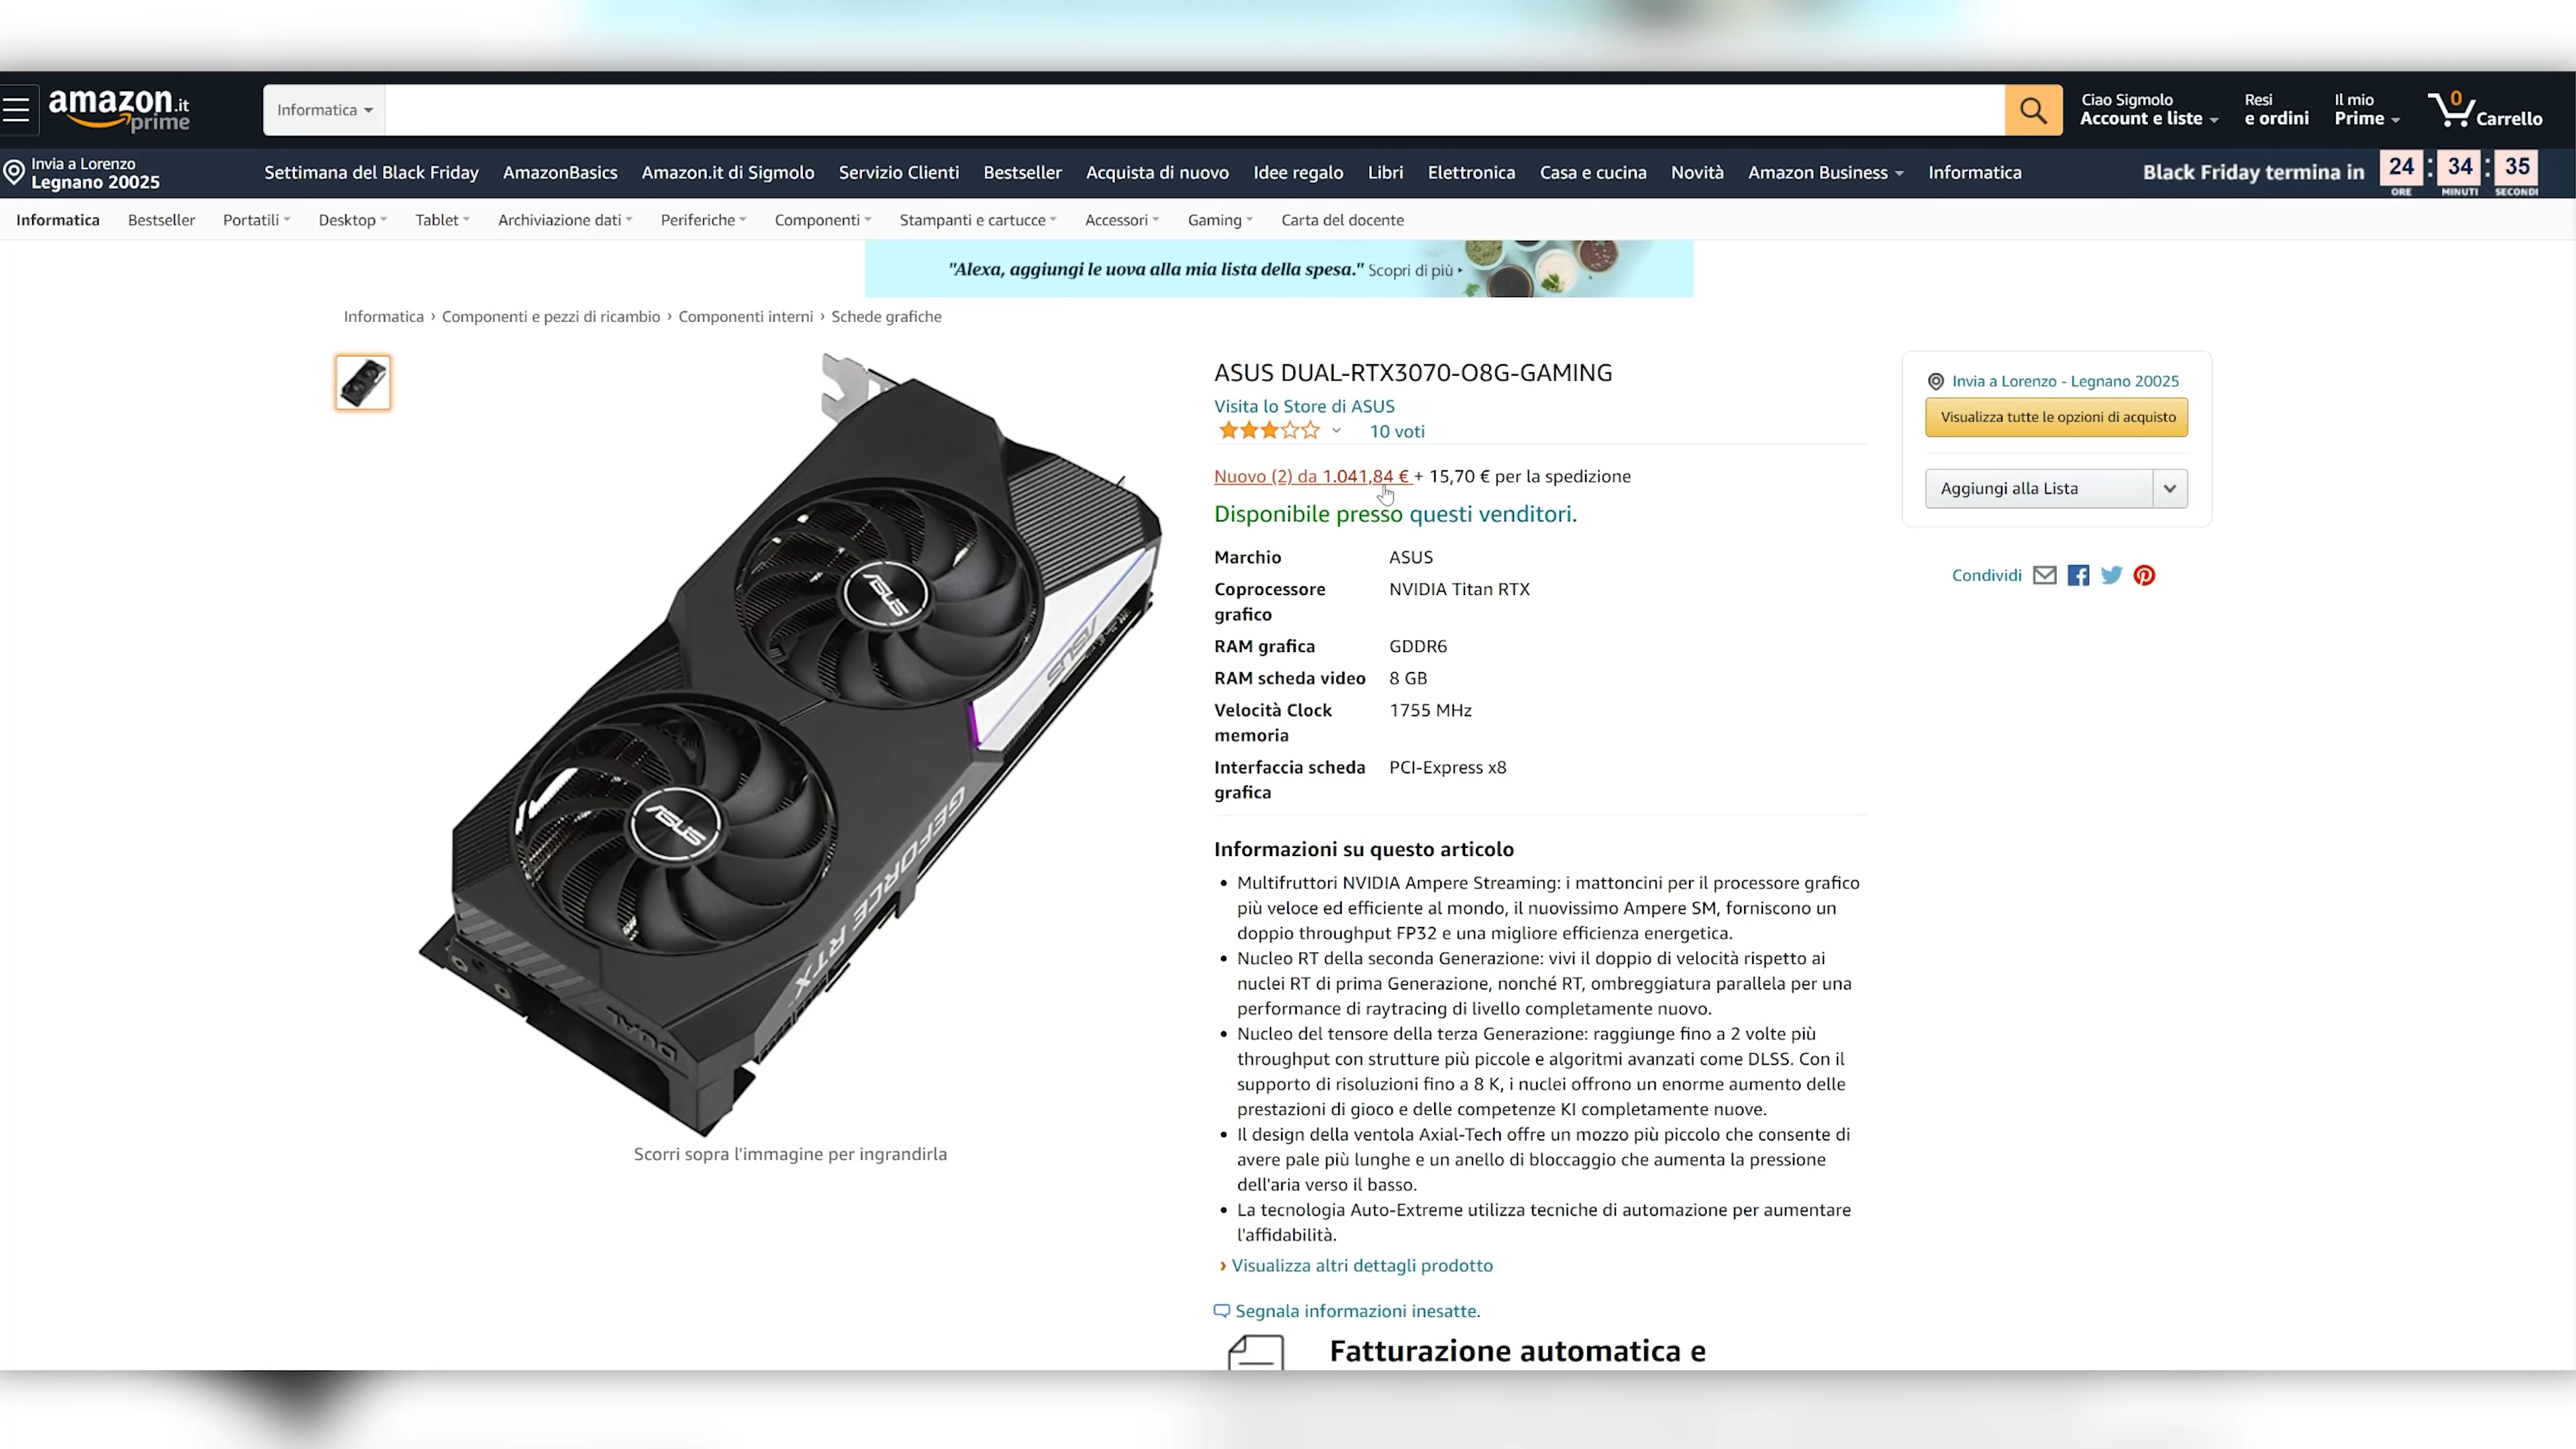 amazon.it
prime
Informatica
Ciao Sigmolo
Account e liste
Resi
e ordini
Il mio
Prime
0
Carrello
Invia a Lorenzo
Legnano 20025
Settimana del Black Friday
AmazonBasics
Amazon.it di Sigmolo
Servizio Clienti
Bestseller
Acquista di nuovo
Idee regalo
Libri
Elettronica
Casa e cucina
Novità
Amazon Business
Informatica
Black Friday termina in
24 : 34 : 35
ORE MINUTI SECONDI
Informatica
Bestseller
Portatili
Desktop
Tablet
Archiviazione dati
Periferiche
Componenti
Stampanti e cartucce
Accessori
Gaming
Carta del docente
"Alexa, aggiungi le uova alla mia lista della spesa." Scopri di più
Informatica › Componenti e pezzi di ricambio › Componenti interni › Schede grafiche
ASUS
ASUS
ASUS
GEFORCE RTX
DUAL
Scorri sopra l'immagine per ingrandirla
ASUS DUAL-RTX3070-O8G-GAMING
Visita lo Store di ASUS
10 voti
Nuovo (2) da 1.041,84 € + 15,70 € per la spedizione
Disponibile presso questi venditori.
Marchio ASUS
Coprocessore NVIDIA Titan RTX
grafico
RAM grafica GDDR6
RAM scheda video 8 GB
Velocità Clock 1755 MHz
memoria
Interfaccia scheda PCI-Express x8
grafica
Informazioni su questo articolo
• Multifruttori NVIDIA Ampere Streaming: i mattoncini per il processore grafico
più veloce ed efficiente al mondo, il nuovissimo Ampere SM, forniscono un
doppio throughput FP32 e una migliore efficienza energetica.
• Nucleo RT della seconda Generazione: vivi il doppio di velocità rispetto ai
nuclei RT di prima Generazione, nonché RT, ombreggiatura parallela per una
performance di raytracing di livello completamente nuovo.
• Nucleo del tensore della terza Generazione: raggiunge fino a 2 volte più
throughput con strutture più piccole e algoritmi avanzati come DLSS. Con il
supporto di risoluzioni fino a 8 K, i nuclei offrono un enorme aumento delle
prestazioni di gioco e delle competenze KI completamente nuove.
• Il design della ventola Axial-Tech offre un mozzo più piccolo che consente di
avere pale più lunghe e un anello di bloccaggio che aumenta la pressione
dell'aria verso il basso.
• La tecnologia Auto-Extreme utilizza tecniche di automazione per aumentare
l'affidabilità.
› Visualizza altri dettagli prodotto
Segnala informazioni inesatte.
Fatturazione automatica e
Invia a Lorenzo - Legnano 20025
Visualizza tutte le opzioni di acquisto
Aggiungi alla Lista
Condividi